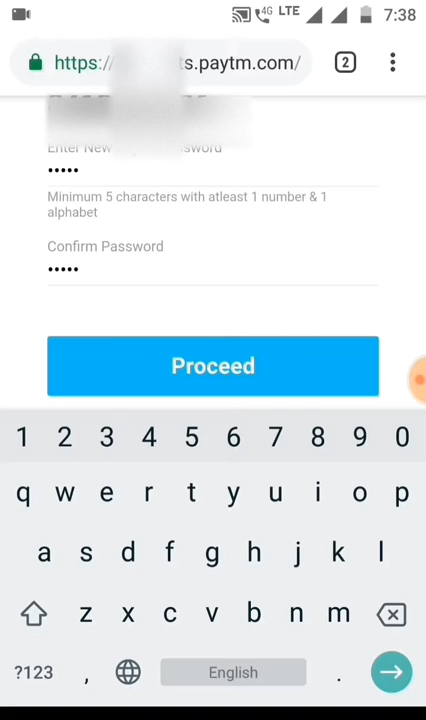 4G LTE 7:38
https:// ts.paytm.com/ 2
Enter New sword
•••••
Minimum 5 characters with atleast 1 number & 1
alphabet
Confirm Password
•••••
Proceed
1 2 3 4 5 6 7 8 9 0
q w e r t y u i o p
a s d f g h j k l
z x c v b n m
?123 , English .